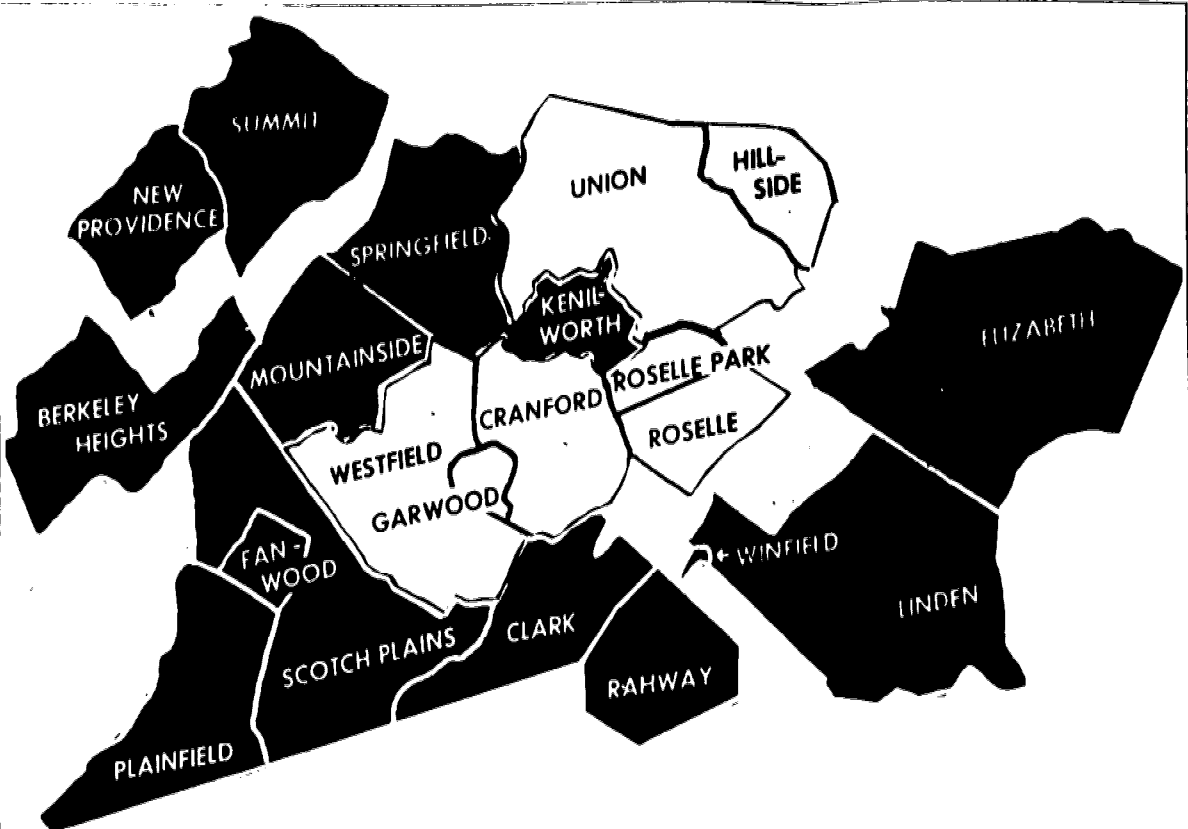 SUMMIT
NEW
PROVIDENCE
UNION
HILL-
SIDE
SPRINGFIELD
KENIL-
WORTH
ELIZABETH
MOUNTAINSIDE
ROSELLE PARK
BERKELEY
HEIGHTS
CRANFORD
ROSELLE
WESTFIELD
GARWOOD
FAN-
WOOD
WINFIELD
LINDEN
SCOTCH PLAINS
CLARK
RAHWAY
PLAINFIELD